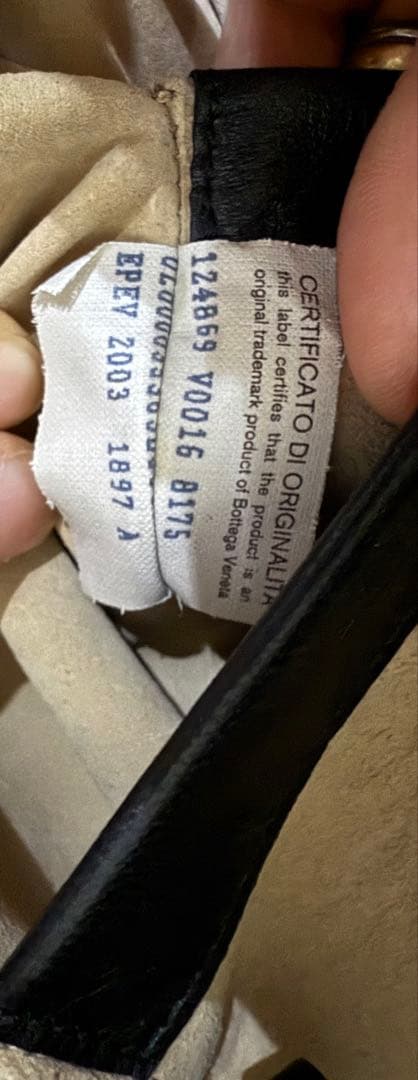 CERTIFICATO DI ORIGINALITA
this label certifies that the product is an
original trademark product of Bottega Veneta
124869 V0016 8175
EPEV 2003 1897 A